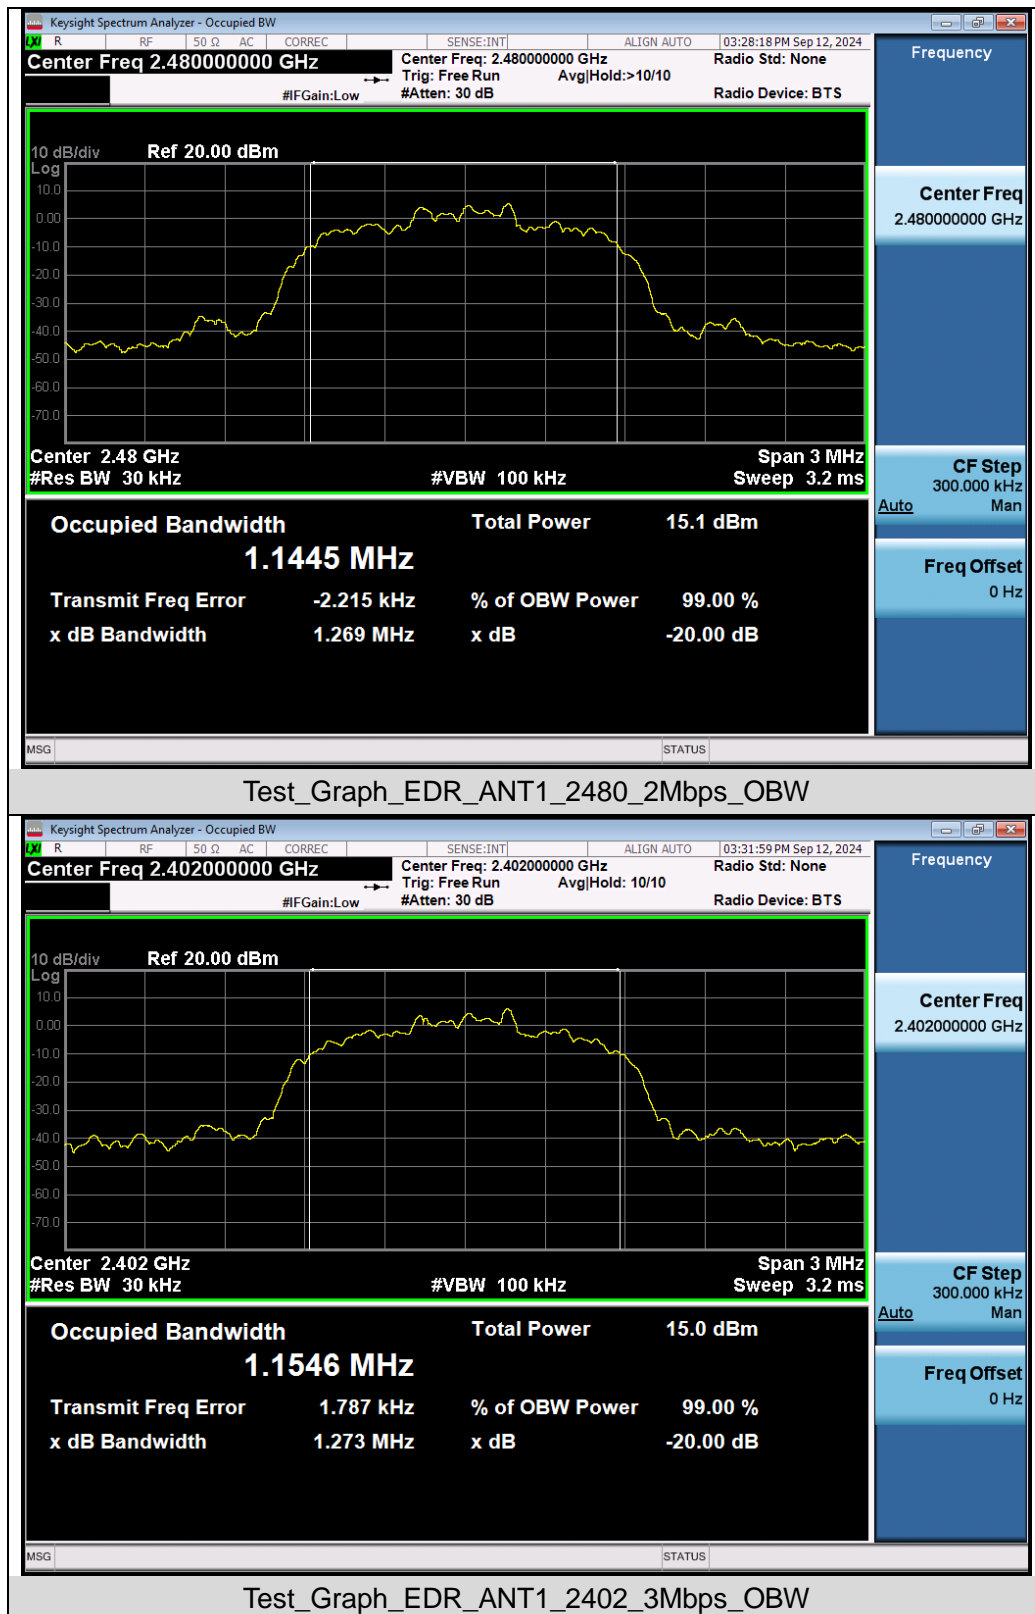 Keysight Spectrum Analyzer - Occupied BW
LXI R RF 50 Ω AC CORREC SENSE:INT ALIGN AUTO 03:28:18 PM Sep 12, 2024
Center Freq 2.480000000 GHz
Center Freq: 2.480000000 GHz
Radio Std: None
Trig: Free Run Avg|Hold:>10/10
#IFGain:Low
#Atten: 30 dB
Radio Device: BTS
10 dB/div Ref 20.00 dBm
Log
10.0
0.00
-10.0
-20.0
-30.0
-40.0
-50.0
-60.0
-70.0
Center 2.48 GHz Span 3 MHz
#Res BW 30 kHz #VBW 100 kHz Sweep 3.2 ms
Occupied Bandwidth Total Power 15.1 dBm
1.1445 MHz
Transmit Freq Error -2.215 kHz % of OBW Power 99.00 %
x dB Bandwidth 1.269 MHz x dB -20.00 dB
MSG STATUS
Frequency
Center Freq
2.480000000 GHz
CF Step
300.000 kHz
Auto Man
Freq Offset
0 Hz
Test_Graph_EDR_ANT1_2480_2Mbps_OBW
Keysight Spectrum Analyzer - Occupied BW
LXI R RF 50 Ω AC CORREC SENSE:INT ALIGN AUTO 03:31:59 PM Sep 12, 2024
Center Freq 2.402000000 GHz
Center Freq: 2.402000000 GHz
Radio Std: None
Trig: Free Run Avg|Hold: 10/10
#IFGain:Low
#Atten: 30 dB
Radio Device: BTS
10 dB/div Ref 20.00 dBm
Log
10.0
0.00
-10.0
-20.0
-30.0
-40.0
-50.0
-60.0
-70.0
Center 2.402 GHz Span 3 MHz
#Res BW 30 kHz #VBW 100 kHz Sweep 3.2 ms
Occupied Bandwidth Total Power 15.0 dBm
1.1546 MHz
Transmit Freq Error 1.787 kHz % of OBW Power 99.00 %
x dB Bandwidth 1.273 MHz x dB -20.00 dB
MSG STATUS
Frequency
Center Freq
2.402000000 GHz
CF Step
300.000 kHz
Auto Man
Freq Offset
0 Hz
Test_Graph_EDR_ANT1_2402_3Mbps_OBW